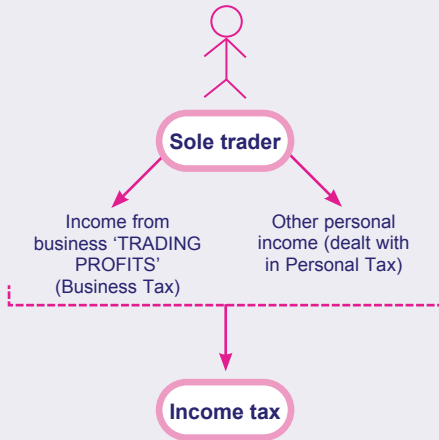 Sole trader
Income from
business ‘TRADING
PROFITS’
(Business Tax)
Other personal
income (dealt with
in Personal Tax)
Income tax